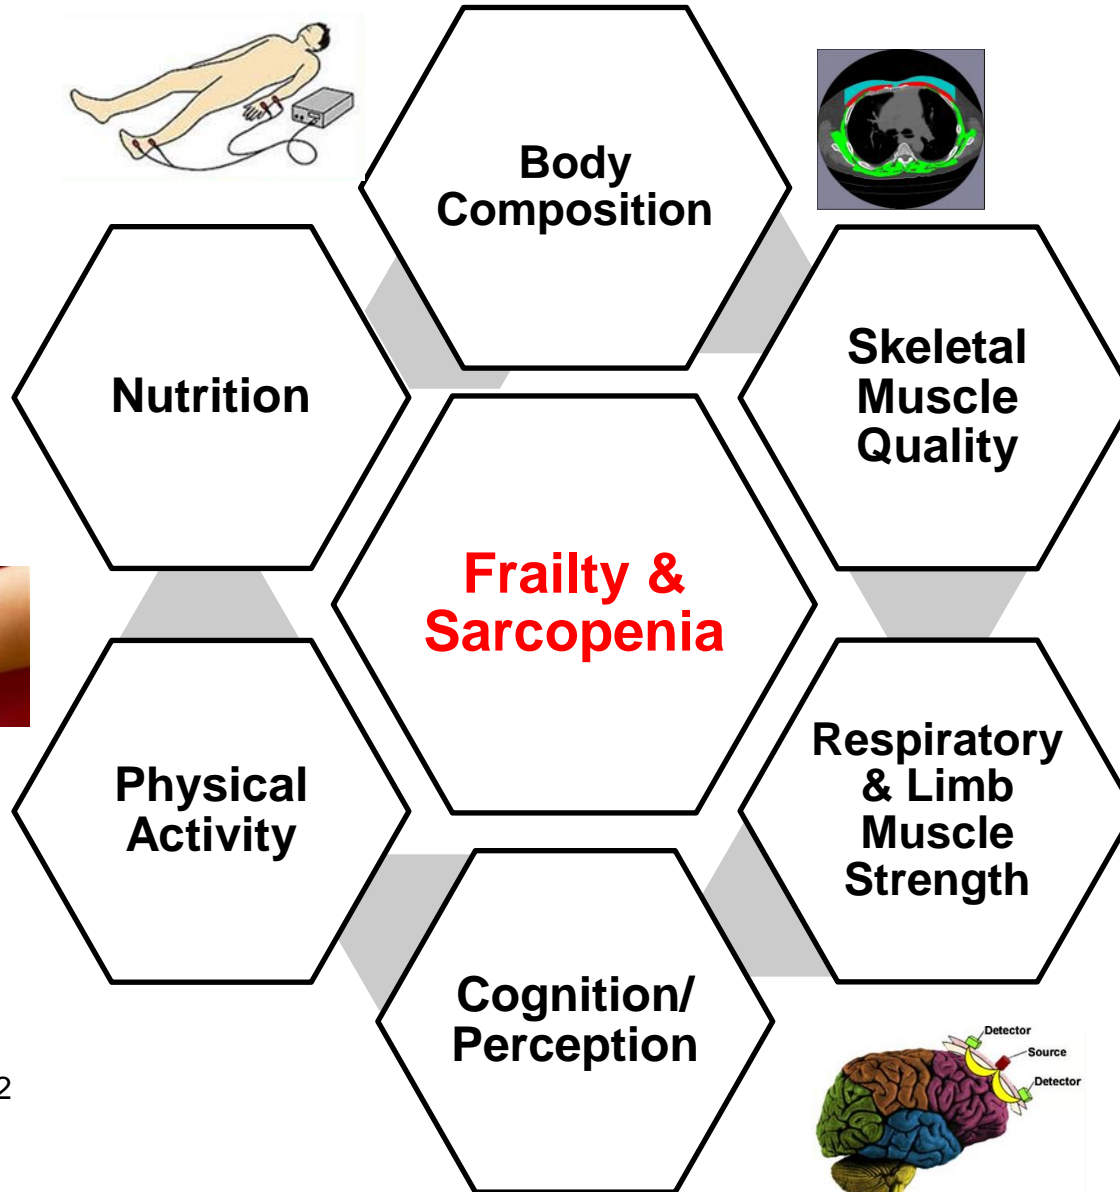 Body
Composition
Skeletal
Muscle
Quality
Nutrition
Frailty &
Sarcopenia
Respiratory
& Limb
Muscle
Strength
Physical
Activity
Cognition/
Perception
Detector
Source
Detector
2